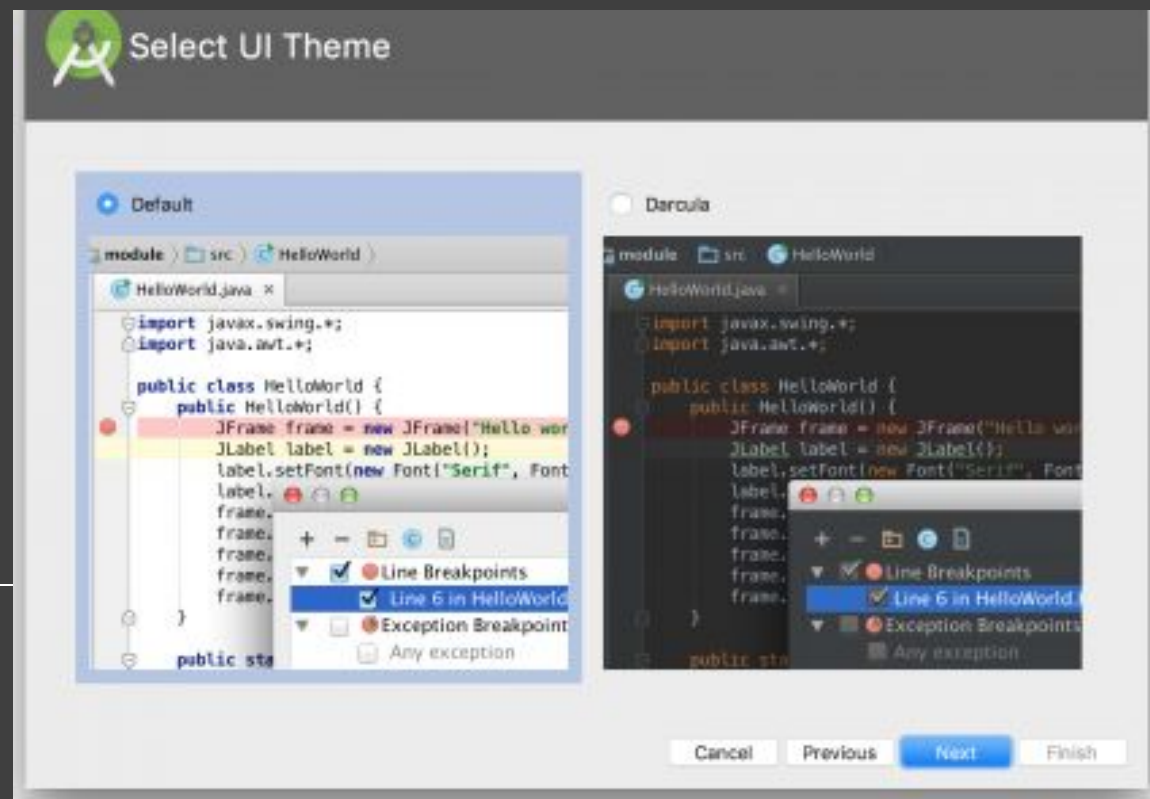 Select UI Theme
Default
module src HelloWorld
HelloWorld.java ×
import javax.swing.*;
import java.awt.*;
public class HelloWorld {
public HelloWorld() {
JFrame frame = new JFrame("Hello wor
JLabel label = new JLabel();
label.setFont(new Font("Serif", Font
label.
frame.
frame.
frame.
frame.
frame.
}
public sta
Line Breakpoints
Line 6 in HelloWorld
Exception Breakpoint
Any exception
Darcula
module src HelloWorld
HelloWorld.java ×
import javax.swing.*;
import java.awt.*;
public class HelloWorld {
public HelloWorld() {
JFrame frame = new JFrame("Hello wor
JLabel label = new JLabel();
label.setFont(new Font("Serif", Font
label.
frame.
frame.
frame.
frame.
frame.
}
public sta
Line Breakpoints
Line 6 in HelloWorld.
Exception Breakpoints
Any exception
Cancel Previous Next Finish